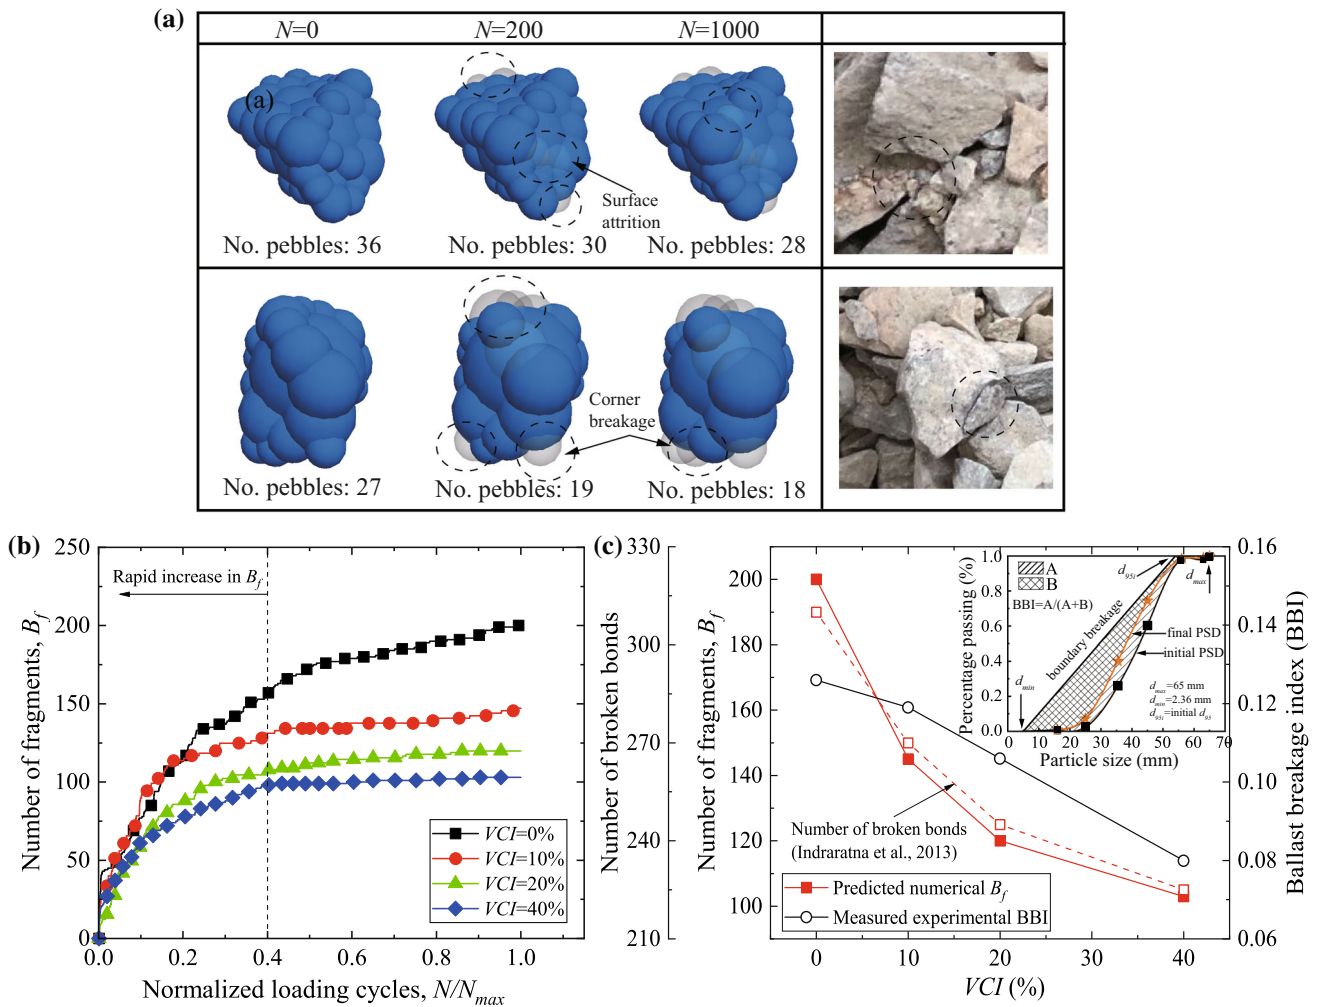 (a)
N=0
N=200
N=1000
(a)
Surface
attrition
No. pebbles: 36
No. pebbles: 30
No. pebbles: 28
Corner
breakage
No. pebbles: 27
No. pebbles: 19
No. pebbles: 18
(b)
250
200
150
100
50
0
Number of fragments, Bf
Rapid increase in Bf
VCI=0%
VCI=10%
VCI=20%
VCI=40%
0.0 0.2 0.4 0.6 0.8 1.0
Normalized loading cycles, N/Nmax
(c)
330
300
270
240
210
Number of broken bonds
200
180
160
140
120
100
Number of fragments, Bf
0.16
0.14
0.12
0.10
0.08
0.06
Ballast breakage index (BBI)
1.0
0.8
0.6
0.4
0.2
0.0
Percentage passing (%)
A
B
BBI=A/(A+B)
d95i
dmax
boundary breakage
final PSD
initial PSD
dmin
dmax=65 mm
dmin=2.36 mm
d95i=initial d95
0 10 20 30 40 50 60 70
Particle size (mm)
Number of broken bonds
(Indraratna et al., 2013)
Predicted numerical Bf
Measured experimental BBI
0 10 20 30 40
VCI (%)